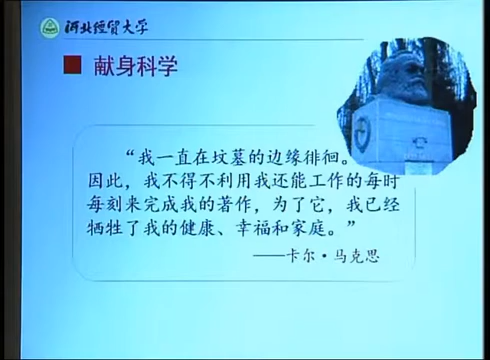 河北经贸大学
献身科学
“我一直在坟墓的边缘徘徊。
因此，我不得不利用我还能工作的每时
每刻来完成我的著作，为了它，我已经
牺牲了我的健康、幸福和家庭。”
——卡尔·马克思